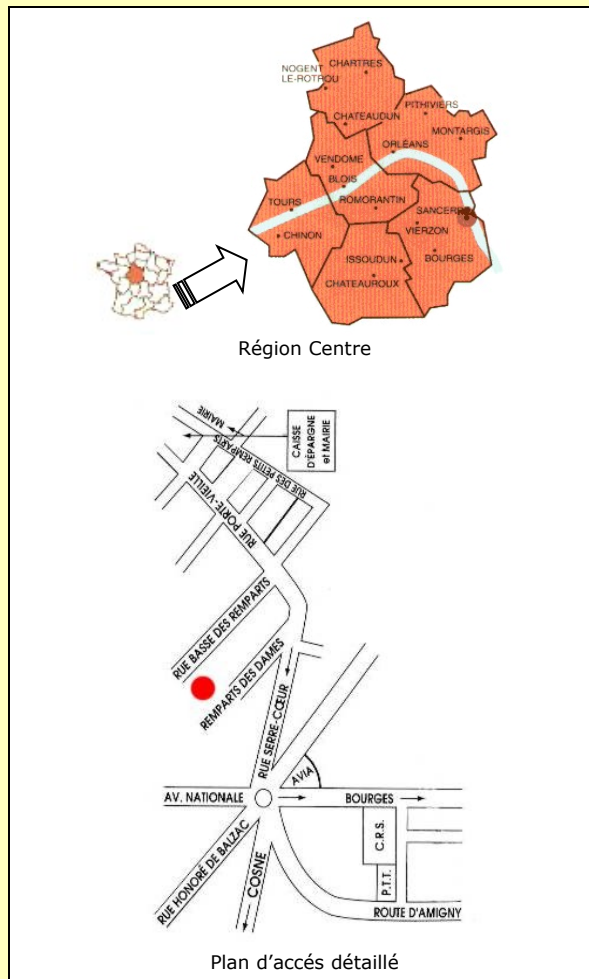 CHARTRES
NOGENT
LE-ROTROU
PITHIVIERS
CHATEAUDUN
MONTARGIS
ORLÉANS
VENDOME
BLOIS
TOURS
ROMORANTIN
SANCERRE
CHINON
VIERZON
ISSOUDUN
BOURGES
CHATEAUROUX
Région Centre
MAIRIE
CAISSE
D'ÉPARGNE
et MAIRIE
RUE DES PETITS REMPARTS
RUE PORTE-VIEILLE
RUE BASSE DES REMPARTS
REMPARTS DES DAMES
RUE SERRE-CŒUR
AVIA
AV. NATIONALE
BOURGES
RUE HONORÉ DE BALZAC
COSNE
C.R.S.
P.T.T.
ROUTE D'AMIGNY
Plan d’accés détaillé